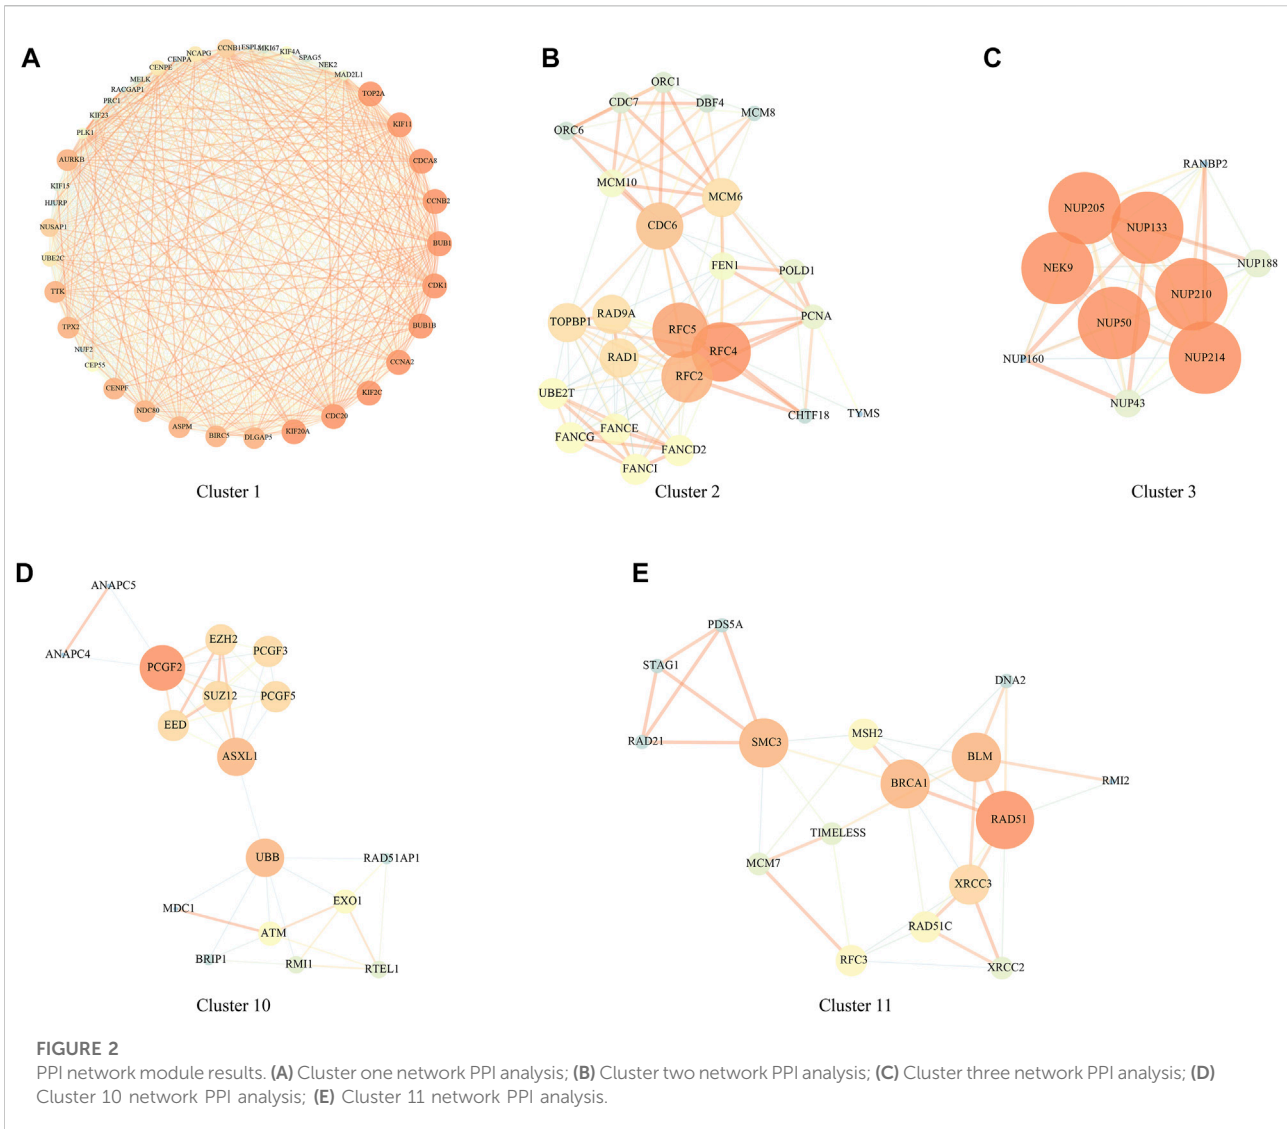 A
CCNB1
ESPL1
MKI67
KIF4A
SPAG5
NEK2
MAD2L1
TOP2A
KIF11
CDCA8
CCNB2
BUB1
CDK1
BUB1B
CCNA2
KIF2C
CDC20
KIF20A
DLGAP5
BIRC5
ASPM
NDC80
CENPF
CEP55
NUF2
TPX2
TTK
UBE2C
NUSAP1
HJURP
KIF15
AURKB
PLK1
KIF23
PRC1
RACGAP1
MELK
CENPE
CENPA
NCAPG
Cluster 1
B
ORC1
CDC7
DBF4
MCM8
ORC6
MCM10
MCM6
CDC6
FEN1
POLD1
PCNA
TOPBP1
RAD9A
RFC5
RFC4
RAD1
RFC2
UBE2T
CHTF18
TYMS
FANCE
FANCG
FANCD2
FANCI
Cluster 2
C
RANBP2
NUP205
NUP133
NEK9
NUP188
NUP210
NUP50
NUP160
NUP214
NUP43
Cluster 3
D
ANAPC5
ANAPC4
EZH2
PCGF3
PCGF2
SUZ12
PCGF5
EED
ASXL1
UBB
RAD51AP1
MDC1
EXO1
ATM
BRIP1
RMI1
RTEL1
Cluster 10
E
PDS5A
STAG1
DNA2
RAD21
SMC3
MSH2
BLM
BRCA1
RMI2
RAD51
TIMELESS
MCM7
XRCC3
RAD51C
RFC3
XRCC2
Cluster 11
FIGURE 2
PPI network module results. (A) Cluster one network PPI analysis; (B) Cluster two network PPI analysis; (C) Cluster three network PPI analysis; (D)
Cluster 10 network PPI analysis; (E) Cluster 11 network PPI analysis.